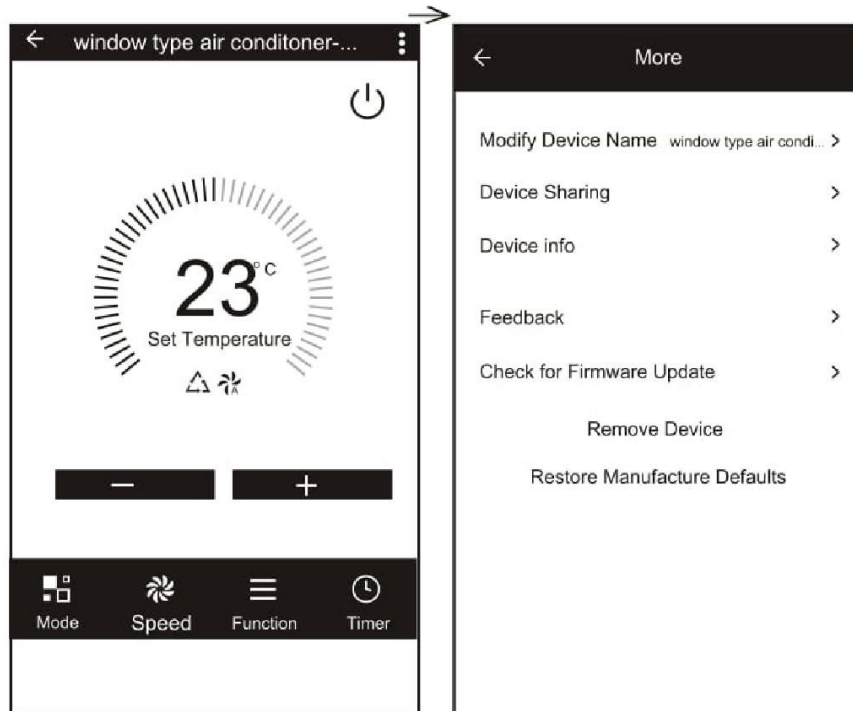 window type air conditoner-...
23°C
Set Temperature
A
Mode Speed Function Timer
More
Modify Device Name window type air condi...
Device Sharing
Device info
Feedback
Check for Firmware Update
Remove Device
Restore Manufacture Defaults